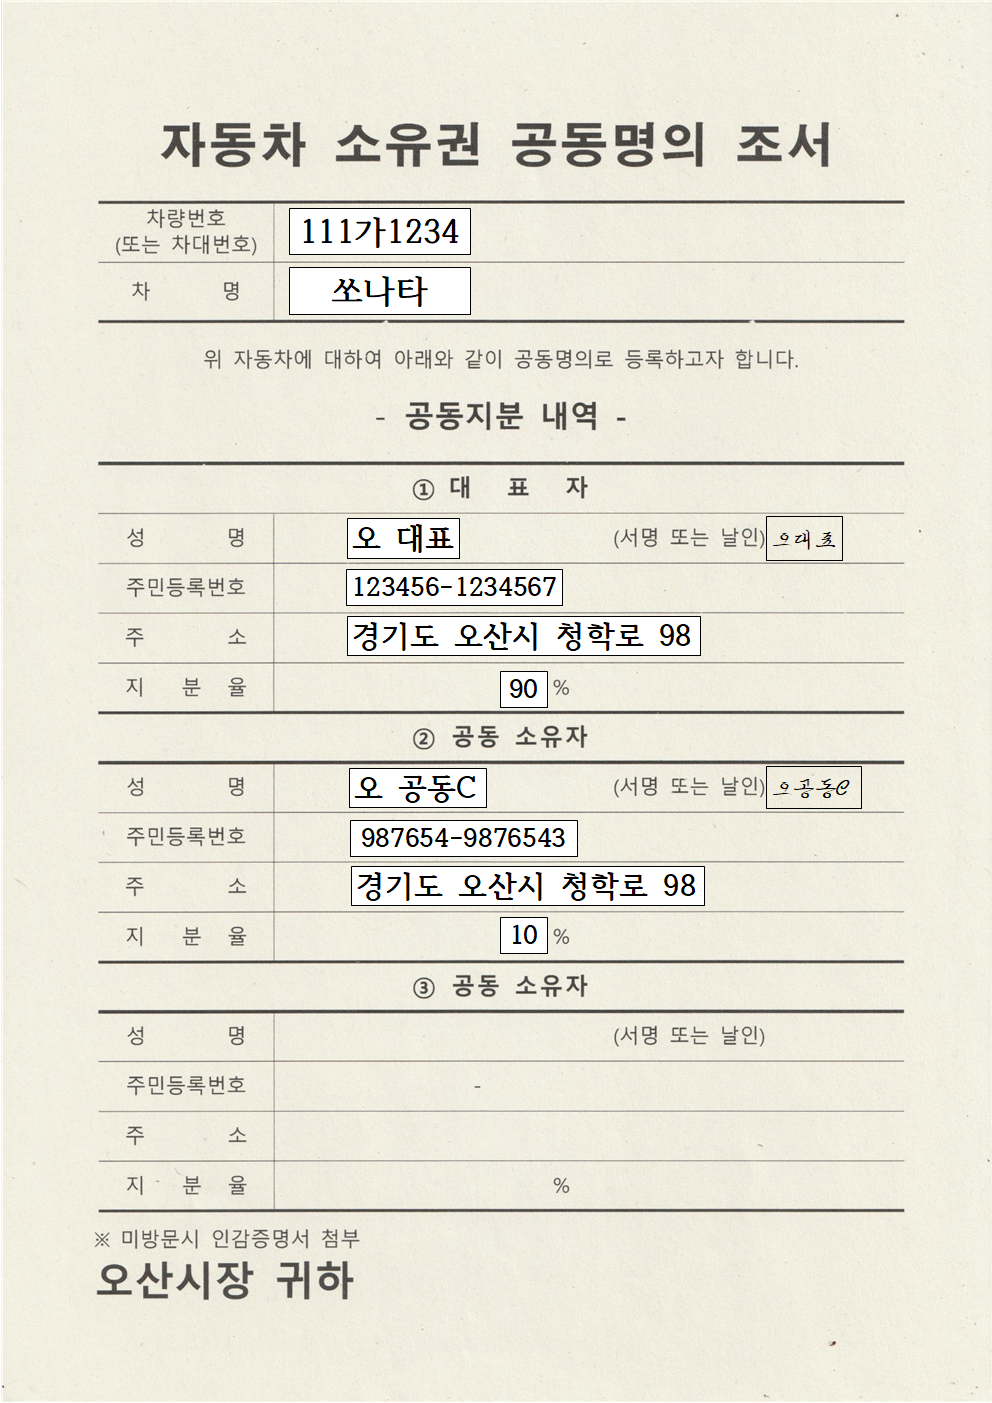 자동차 소유권 공동명의 조서
차량번호
(또는 차대번호) 111가1234
차 명 쏘나타
위 자동차에 대하여 아래와 같이 공동명의로 등록하고자 합니다.
- 공동지분 내역 -
① 대 표 자
성 명 오 대표 (서명 또는 날인) 오대표
주민등록번호 123456-1234567
주 소 경기도 오산시 청학로 98
지 분 율 90 %
② 공동 소유자
성 명 오 공동C (서명 또는 날인) 오공동C
주민등록번호 987654-9876543
주 소 경기도 오산시 청학로 98
지 분 율 10 %
③ 공동 소유자
성 명 (서명 또는 날인)
주민등록번호 -
주 소
지 분 율 %
※ 미방문시 인감증명서 첨부
오산시장 귀하